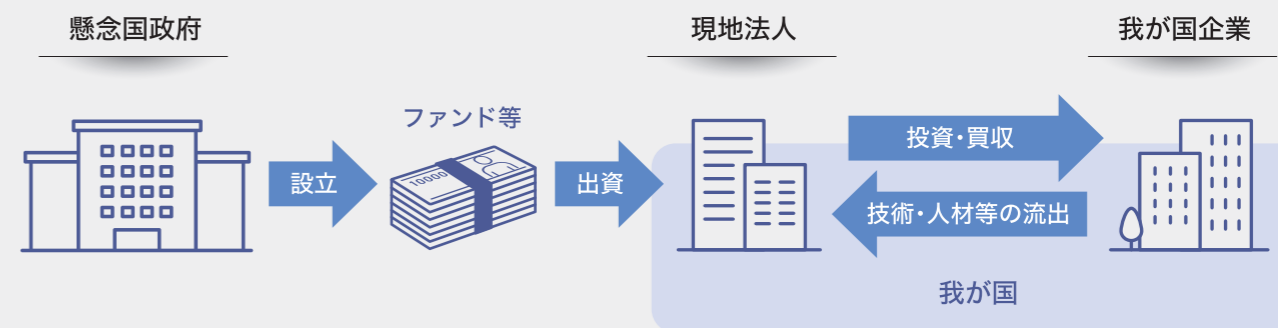 懸念国政府
現地法人
我が国企業
ファンド等
設立
10000
出資
投資・買収
技術・人材等の流出
我が国